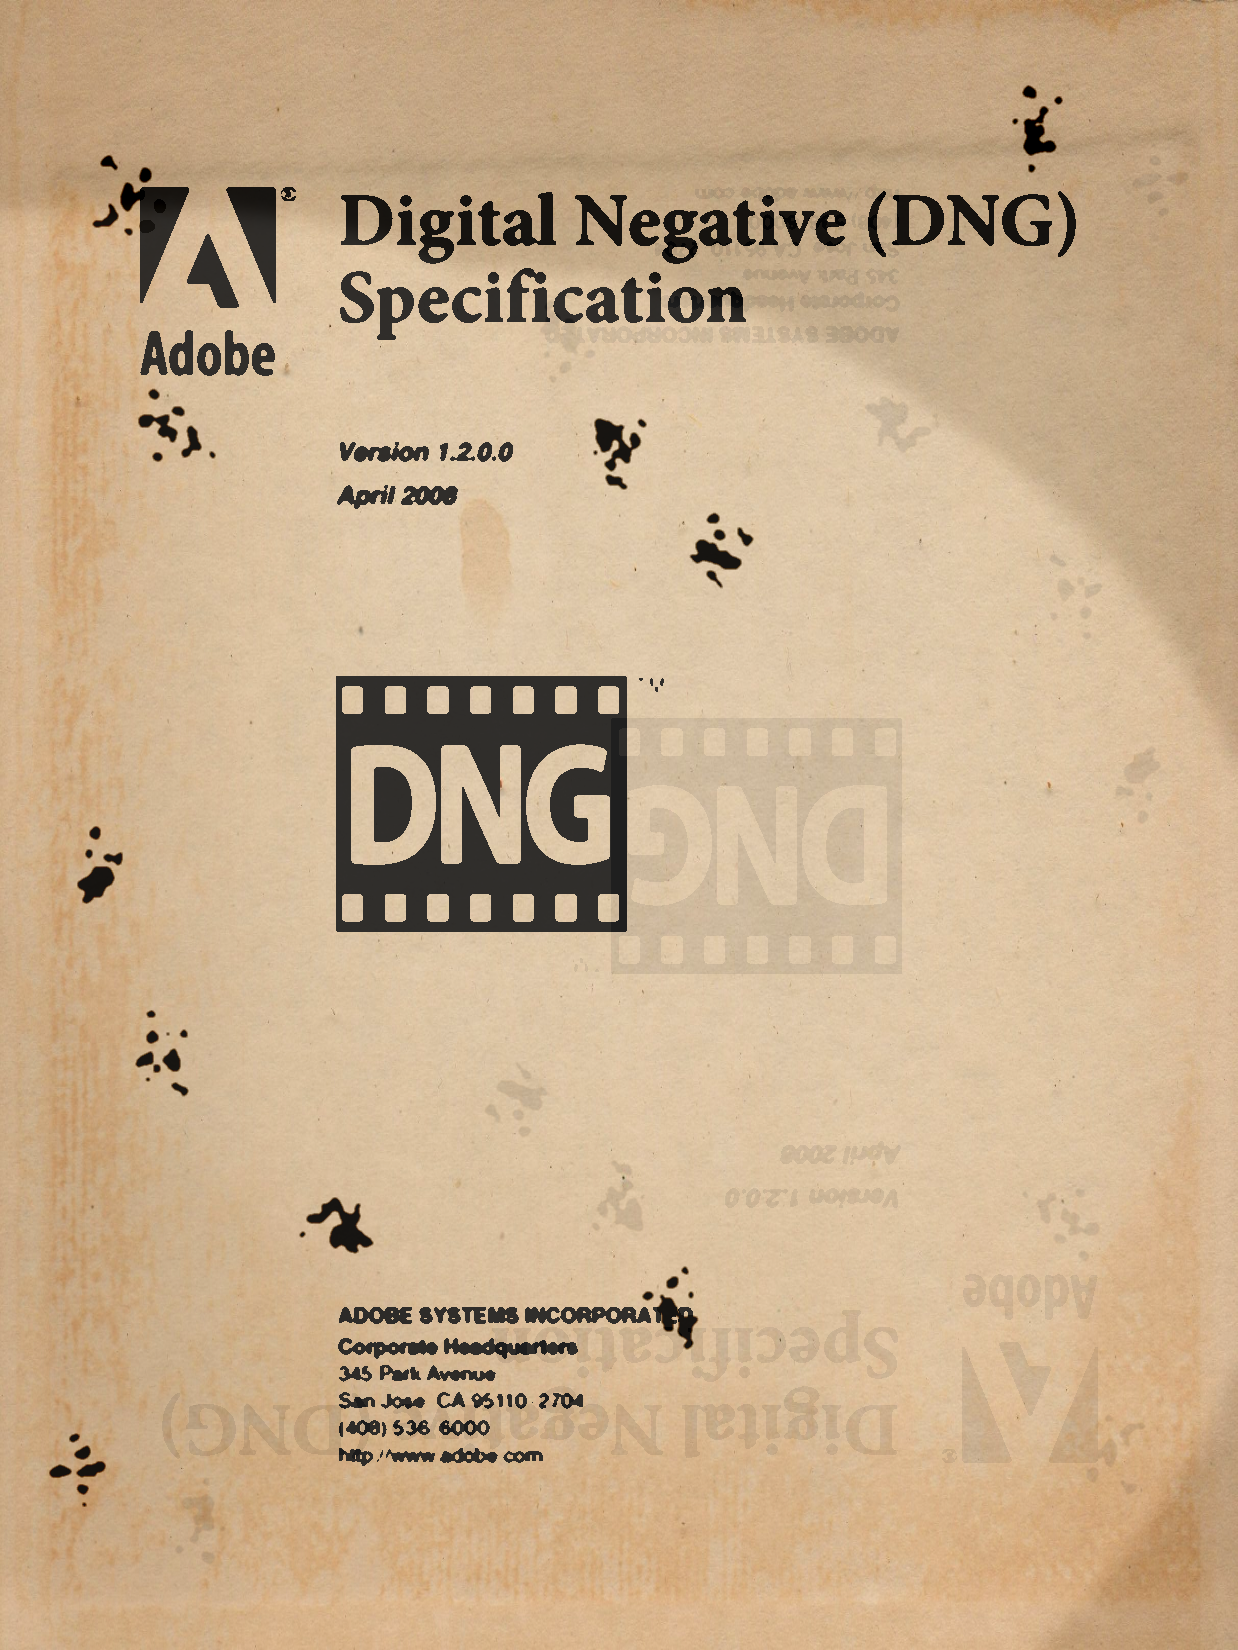 Digital Negative (DNG)
Specification
Adobe
Version 1.2.0.0
April 2008
DNG
ADOBE SYSTEMS INCORPORATED
Corporate Headquarters
345 Park Avenue
San Jose CA 95110 2704
(408) 536 6000
http://www.adobe.com